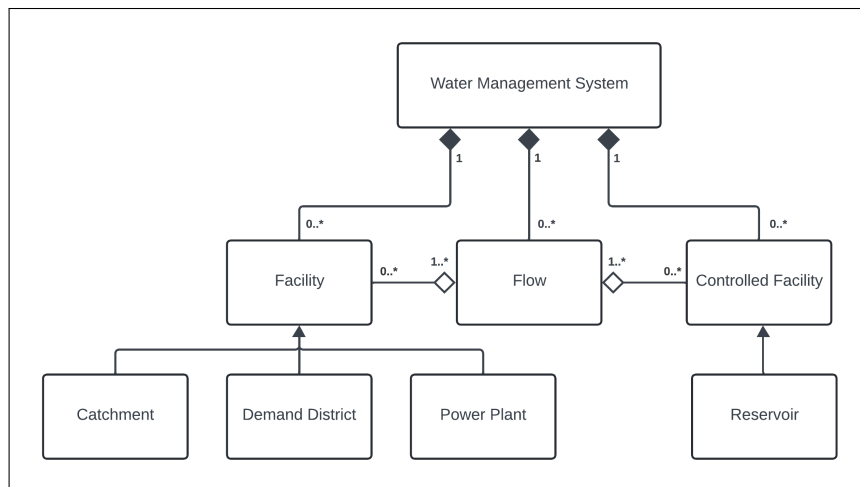 Water Management System
1
1
1
0..*
0..*
0..*
Facility
0..*
1..*
Flow
1..*
0..*
Controlled Facility
Catchment
Demand District
Power Plant
Reservoir